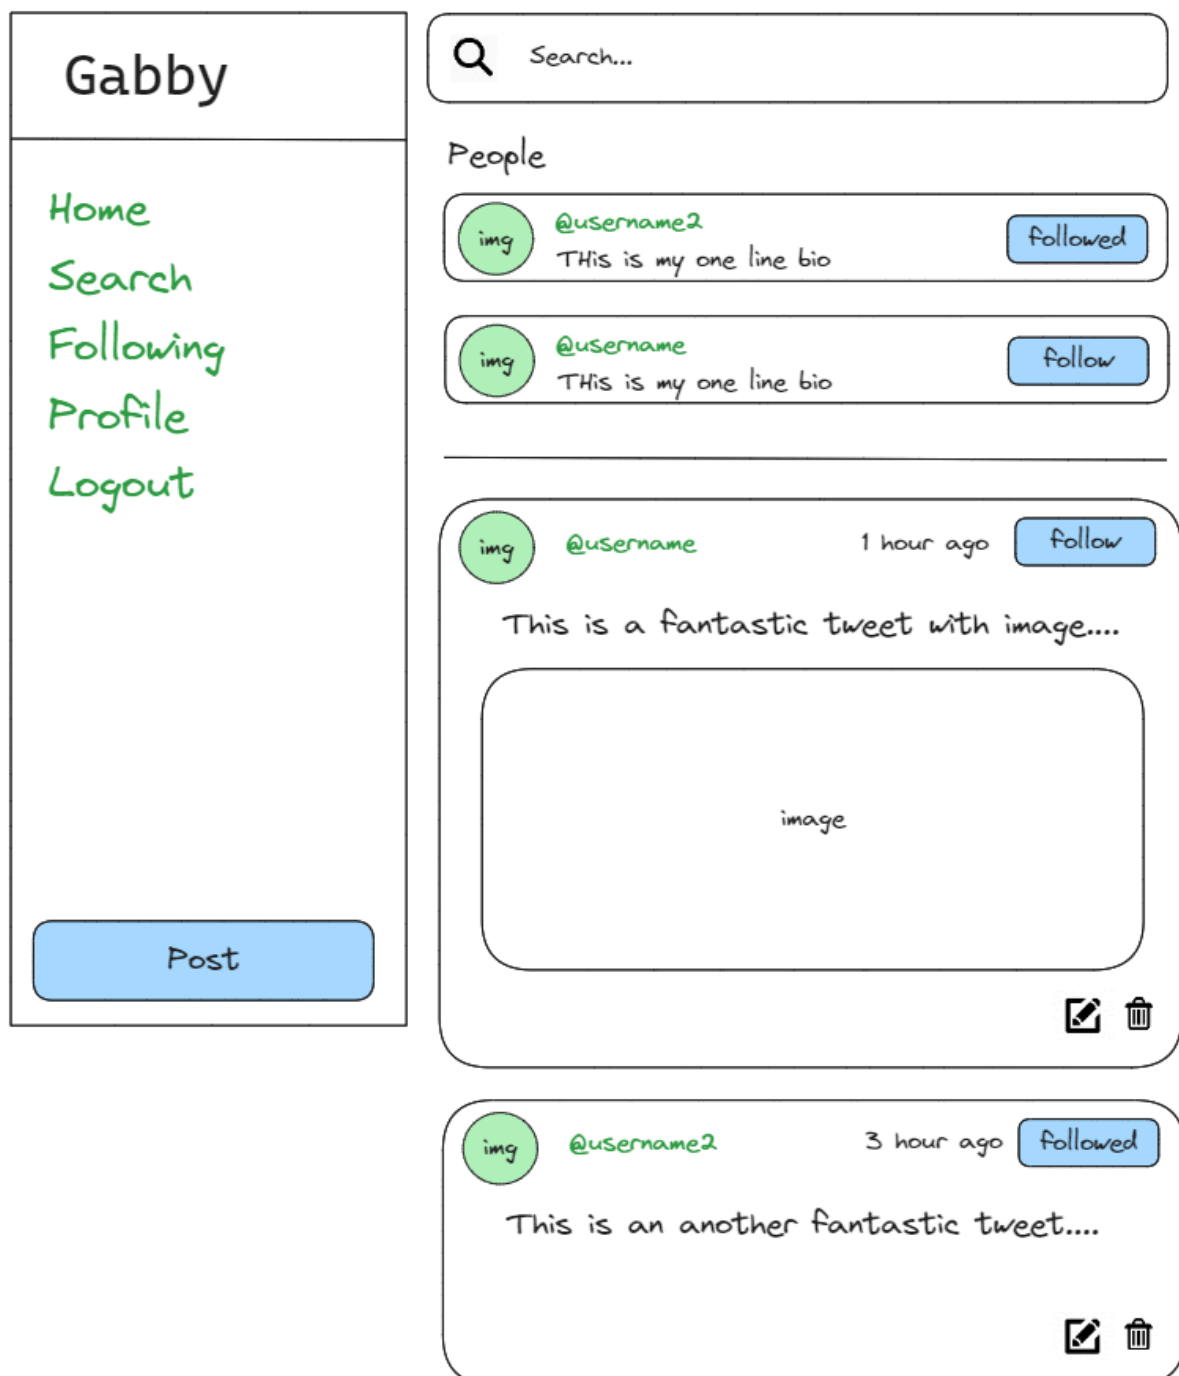 Gabby
Home
Search
Following
Profile
Logout
Post
Search...
People
img
@username2
THis is my one line bio
followed
img
@username
THis is my one line bio
follow
img
@username
1 hour ago
follow
This is a fantastic tweet with image....
image
img
@username2
3 hour ago
followed
This is an another fantastic tweet....